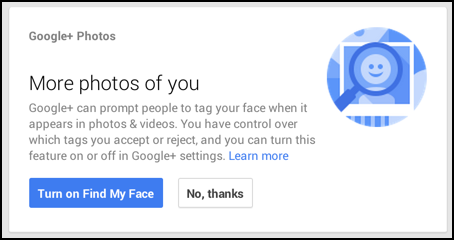 Google+ Photos
More photos of you
Google+ can prompt people to tag your face when it
appears in photos & videos. You have control over
which tags you accept or reject, and you can turn this
feature on or off in Google+ settings. Learn more
Turn on Find My Face
No, thanks